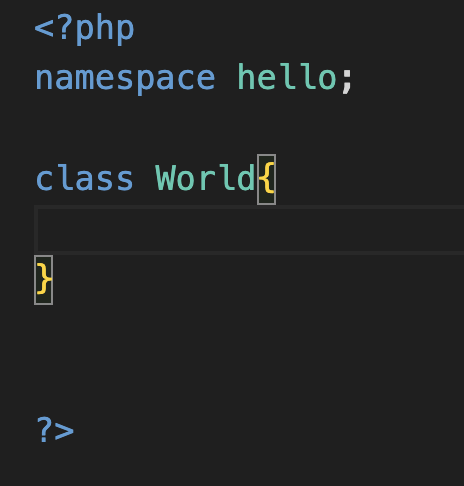 <?php
namespace hello;
class World{
}
?>